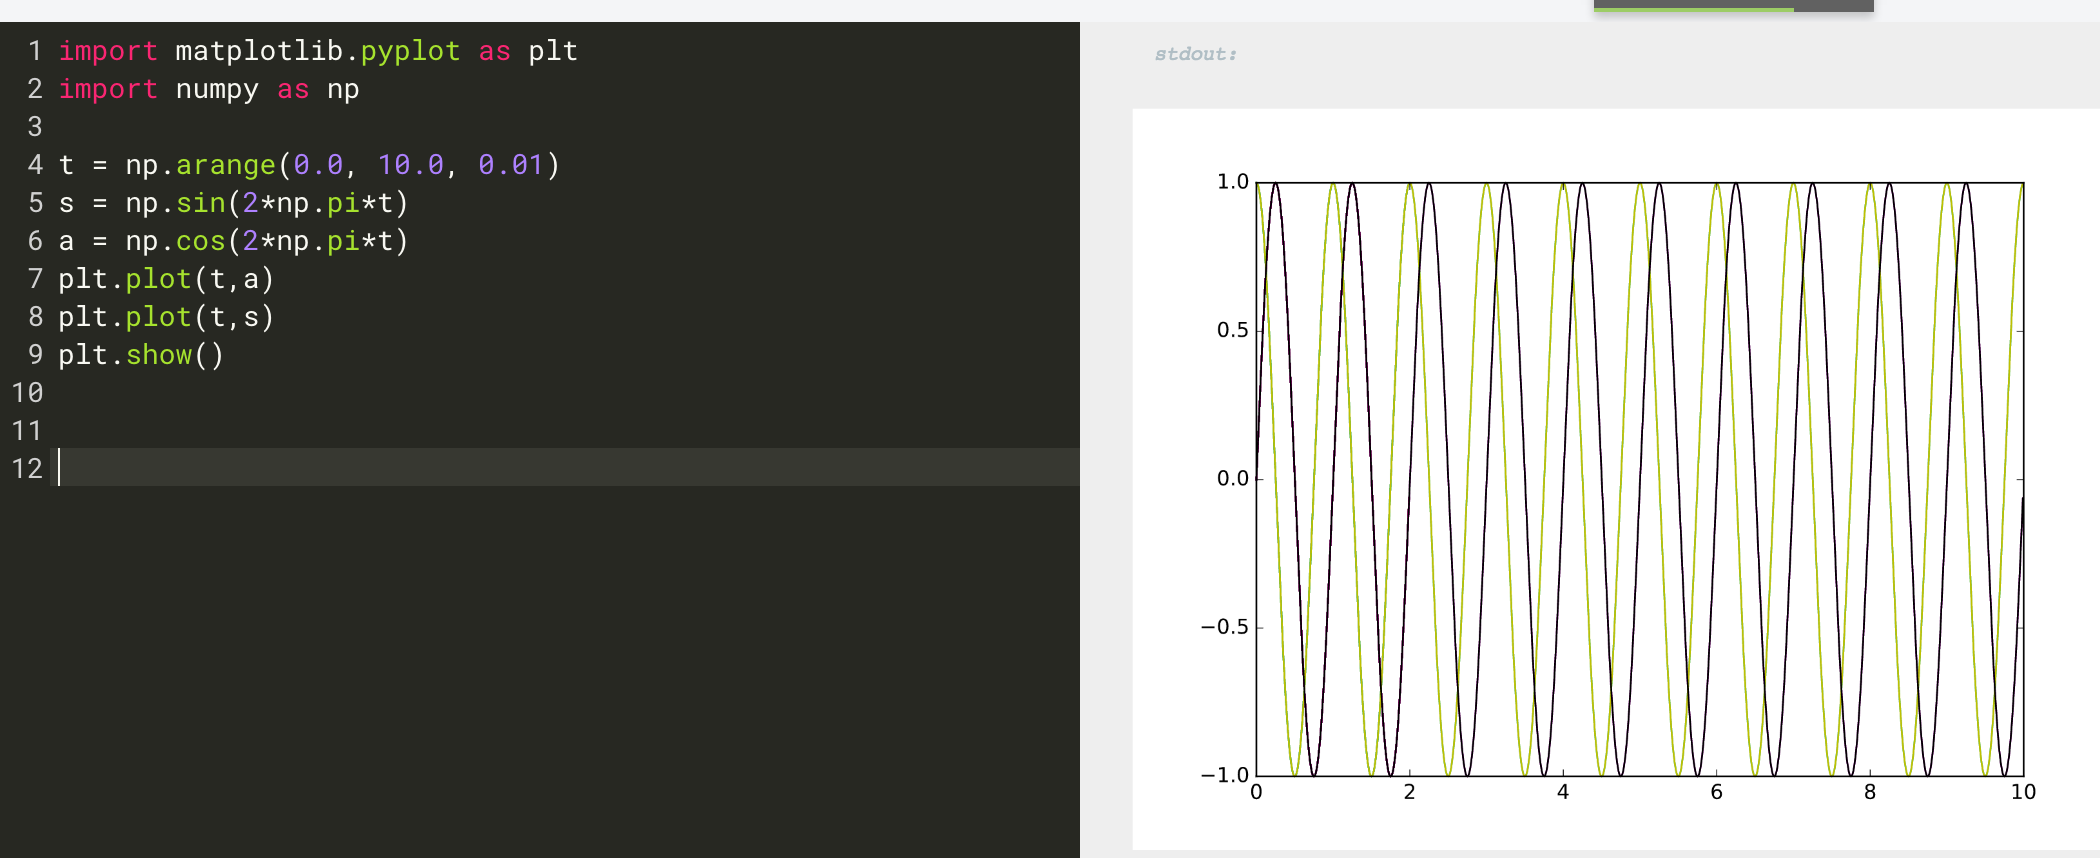 1 import matplotlib.pyplot as plt
2 import numpy as np
3
4 t = np.arange(0.0, 10.0, 0.01)
5 s = np.sin(2*np.pi*t)
6 a = np.cos(2*np.pi*t)
7 plt.plot(t,a)
8 plt.plot(t,s)
9 plt.show()
10
11
12
stdout:
1.0
0.5
0.0
−0.5
−1.0
0 2 4 6 8 10